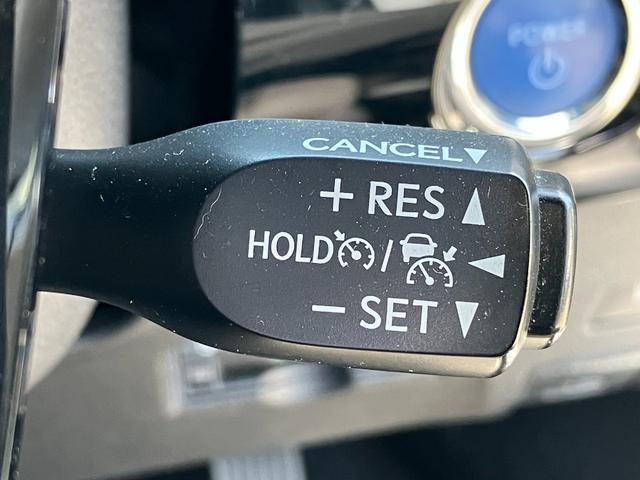 POWER
CANCEL
+ RES
HOLD /
- SET